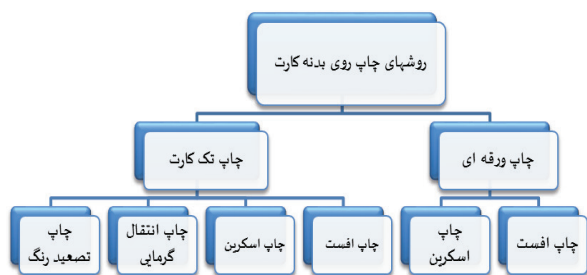 روشهای چاپ روی بدنه کارت
چاپ ورقه ای
چاپ تک کارت
چاپ افست
چاپ
اسکرین
چاپ افست
چاپ اسکرین
چاپ انتقال
گرمایی
چاپ
تصعید رنگ